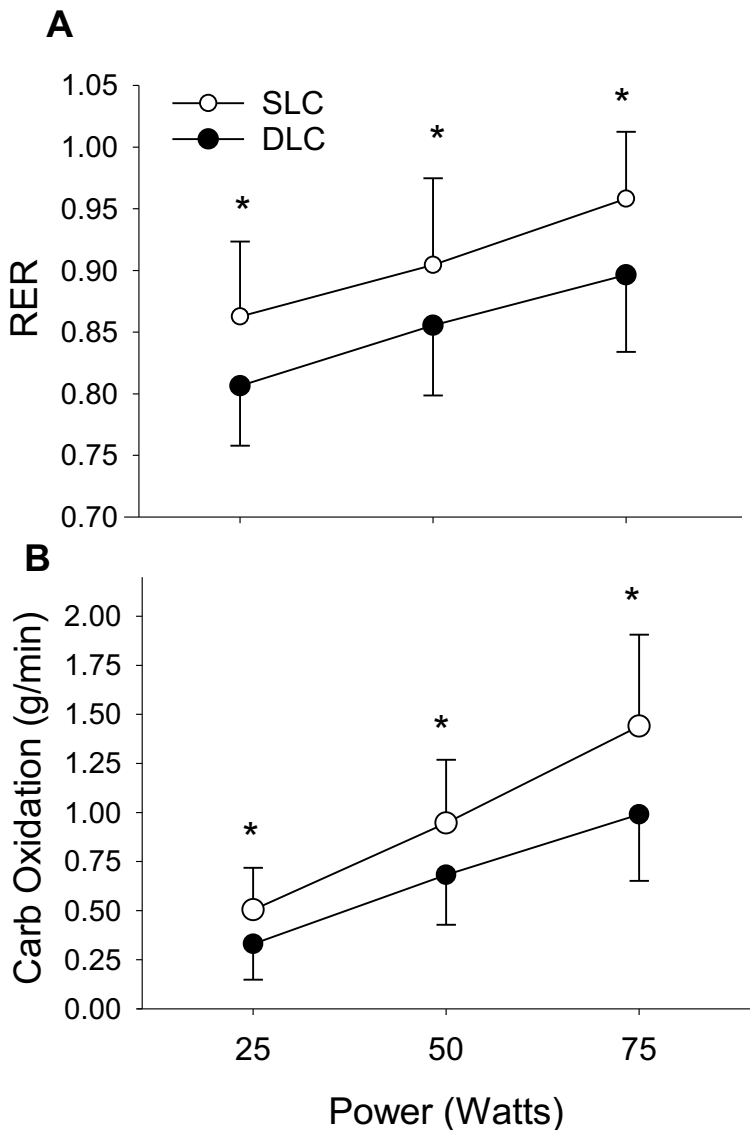 A
1.05
1.00
0.95
0.90
0.85
0.80
0.75
0.70
RER
SLC
DLC
*
*
*
B
2.00
1.75
1.50
1.25
1.00
0.75
0.50
0.25
0.00
Carb Oxidation (g/min)
*
*
*
25 50 75
Power (Watts)